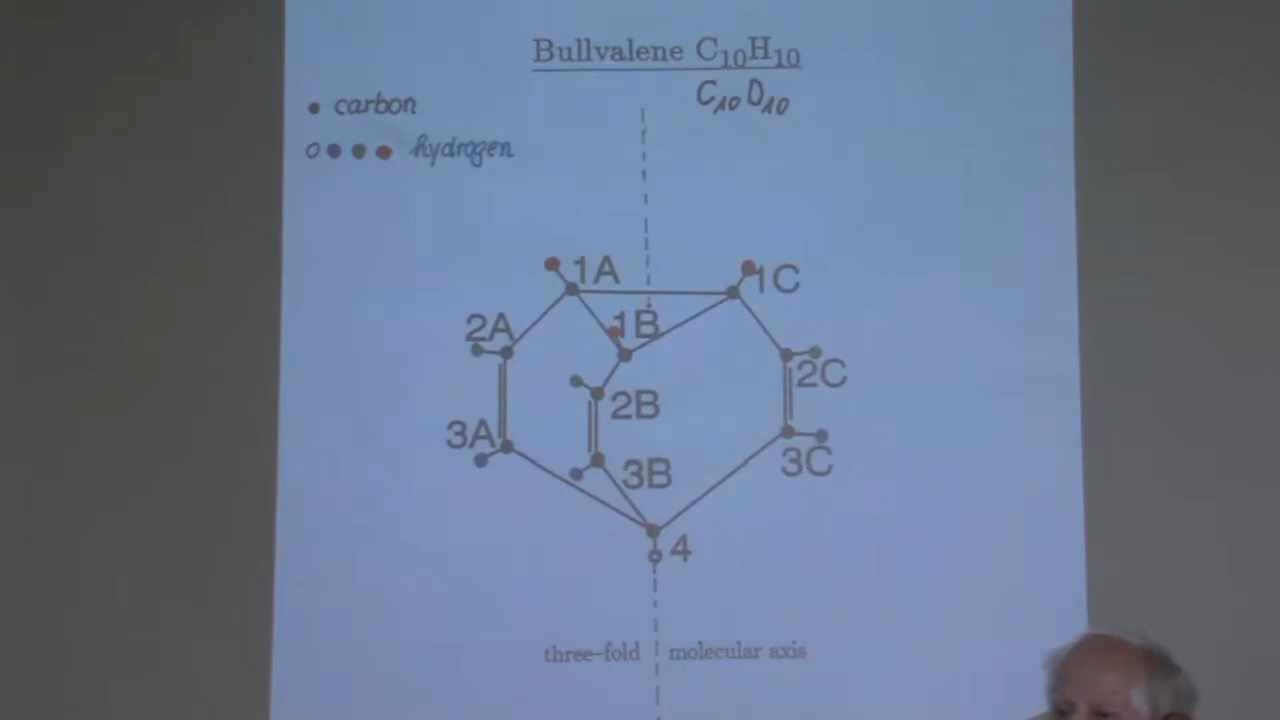 Bullvalene C₁₀H₁₀
C₁₀D₁₀
carbon
hydrogen
1A
1C
1B
2A
2C
2B
3A
3B
3C
4
three-fold molecular axis